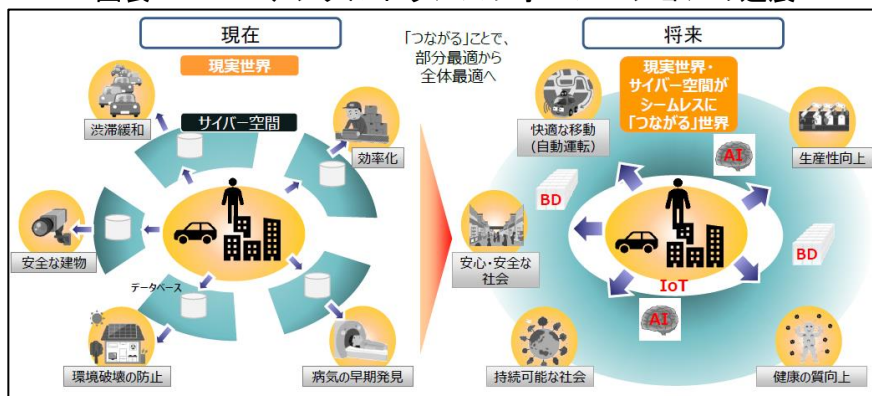 現在
現実世界
サイバー空間
渋滞緩和
効率化
安全な建物
データベース
環境破壊の防止
病気の早期発見
「つながる」ことで、
部分最適から
全体最適へ
将来
現実世界・
サイバー空間が
シームレスに
「つながる」世界
快適な移動
(自動運転)
AI
生産性向上
BD
安心・安全な
社会
BD
IoT
AI
持続可能な社会
健康の質向上